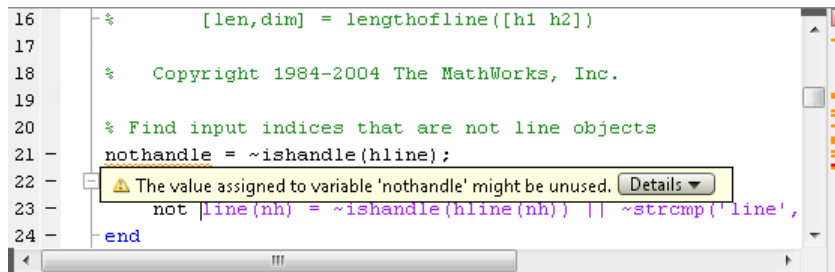 16 % [len,dim] = lengthofline([h1 h2])
17
18 % Copyright 1984-2004 The MathWorks, Inc.
19
20 % Find input indices that are not line objects
21 - nothandle = ~ishandle(hline);
22 - The value assigned to variable 'nothandle' might be unused. Details
23 - not line(nh) = ~ishandle(hline(nh)) || ~strcmp('line',
24 - end